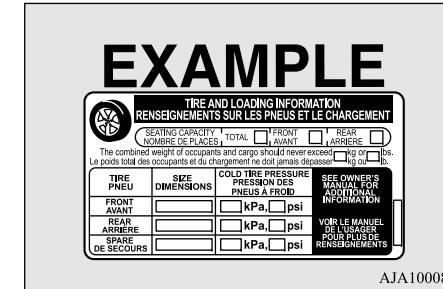 EXAMPLE
TIRE AND LOADING INFORMATION
RENSEIGNEMENTS SUR LES PNEUS ET LE CHARGEMENT
SEATING CAPACITY TOTAL FRONT REAR
NOMBRE DE PLACES AVANT ARRIÈRE
The combined weight of occupants and cargo should never exceed kg or lbs.
Le poids total des occupants et du chargement ne doit jamais dépasser kg ou lb.
TIRE SIZE COLD TIRE PRESSURE SEE OWNER'S
PNEU DIMENSIONS PRESSION DES MANUAL FOR
PNEUS À FROID ADDITIONAL
INFORMATION
FRONT
AVANT kPa, psi
REAR VOIR LE MANUEL
ARRIÈRE kPa, psi DE L'USAGER
SPARE POUR PLUS DE
DE SECOURS kPa, psi RENSEIGNEMENTS
AJA10008